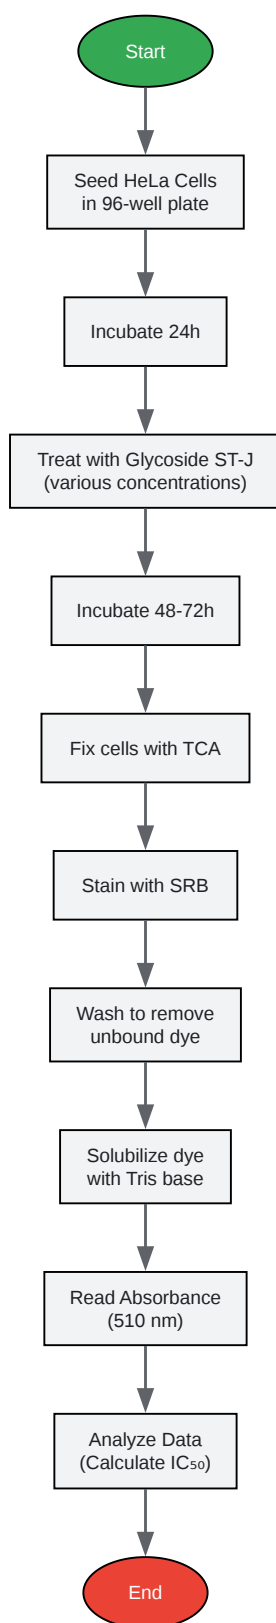 Start
Seed HeLa Cells
in 96-well plate
Incubate 24h
Treat with Glycoside ST-J
(various concentrations)
Incubate 48-72h
Fix cells with TCA
Stain with SRB
Wash to remove
unbound dye
Solubilize dye
with Tris base
Read Absorbance
(510 nm)
Analyze Data
(Calculate IC₅₀)
End